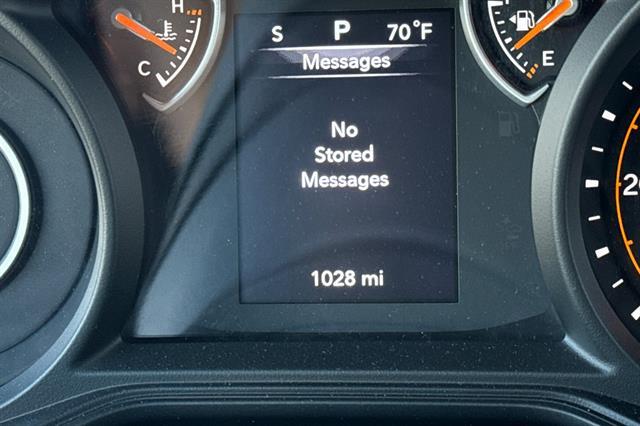 H
C
S P 70°F
E
Messages
No
Stored
Messages
1028 mi